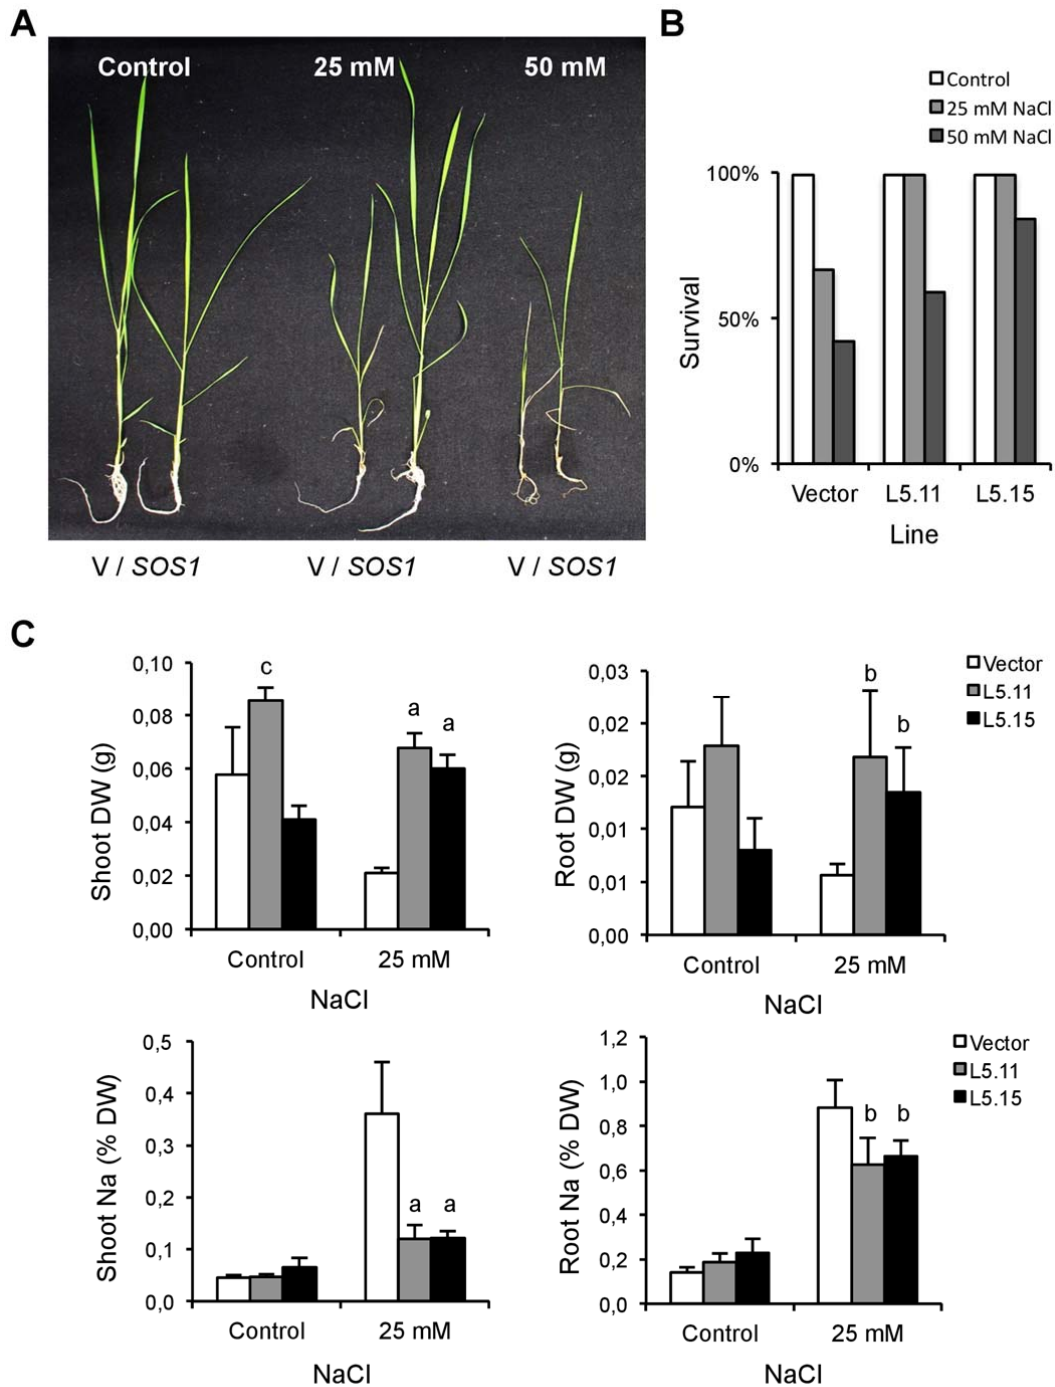 A
Control
25 mM
50 mM
V / SOS1
V / SOS1
V / SOS1
B
Control
25 mM NaCl
50 mM NaCl
100%
50%
0%
Survival
Vector
L5.11
L5.15
Line
C
0,10
0,08
0,06
0,04
0,02
0,00
Shoot DW (g)
c
a
a
Control
25 mM
NaCl
0,03
0,02
0,02
0,01
0,01
0,00
Root DW (g)
b
b
Control
25 mM
NaCl
Vector
L5.11
L5.15
0,5
0,4
0,3
0,2
0,1
0,0
Shoot Na (% DW)
a
a
Control
25 mM
NaCl
1,2
1,0
0,8
0,6
0,4
0,2
0,0
Root Na (% DW)
b
b
Control
25 mM
NaCl
Vector
L5.11
L5.15